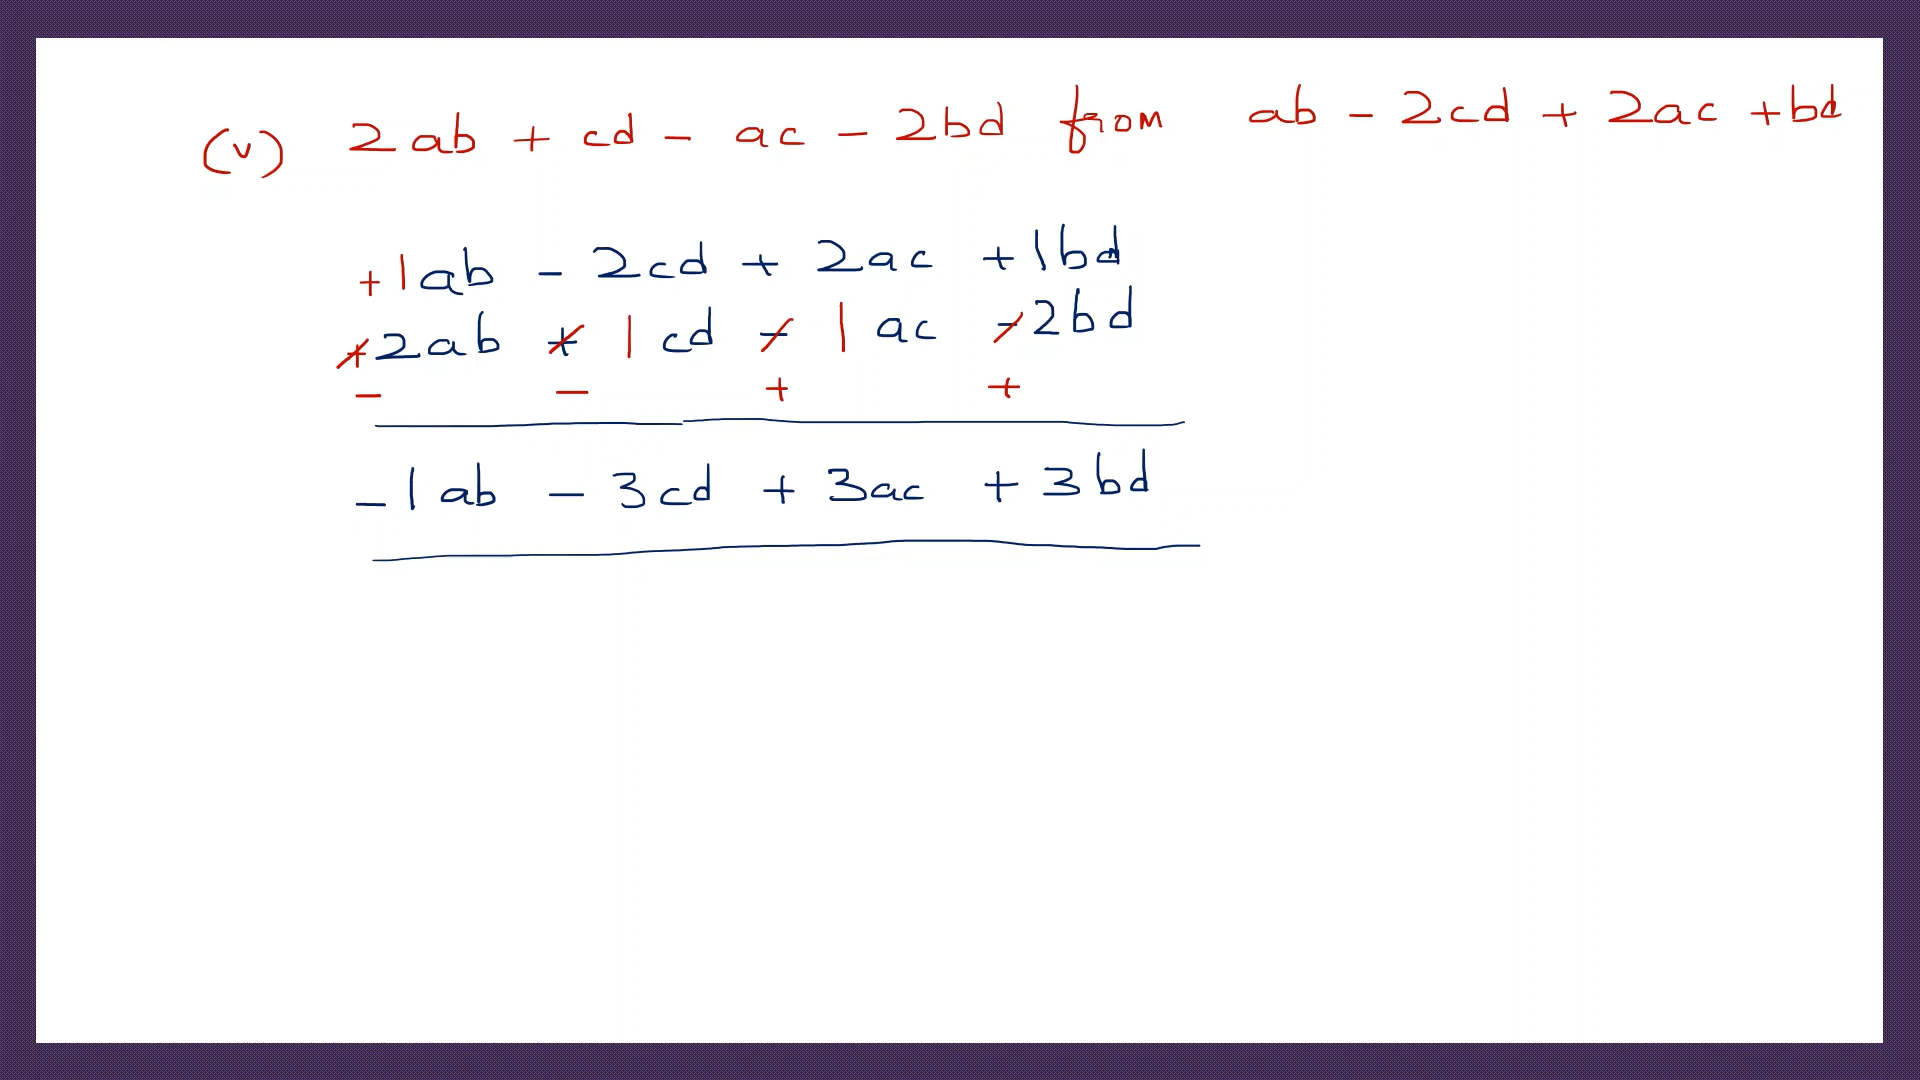 (v) 2ab + cd - ac - 2bd from ab - 2cd + 2ac + bd
+1ab - 2cd + 2ac +1bd
+2ab + 1cd - 1ac -2bd
- - + +
-1ab - 3cd + 3ac + 3bd